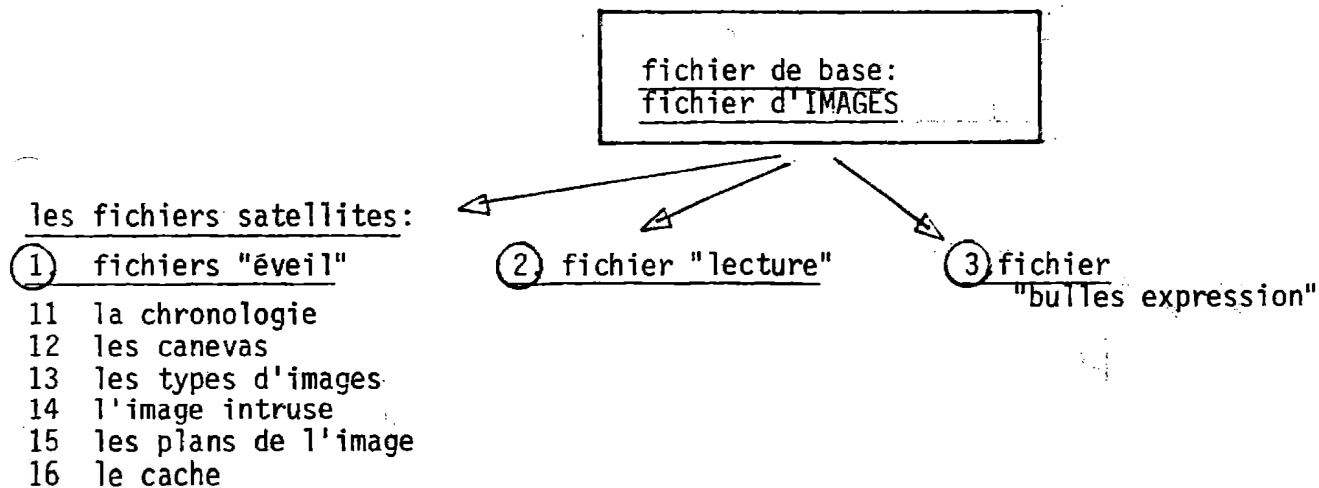 fichier de base:
fichier d'IMAGES
les fichiers satellites:
1 fichiers "éveil"
11 la chronologie
12 les canevas
13 les types d'images
14 l'image intruse
15 les plans de l'image
16 le cache
2 fichier "lecture"
3 fichier
"bulles expression"